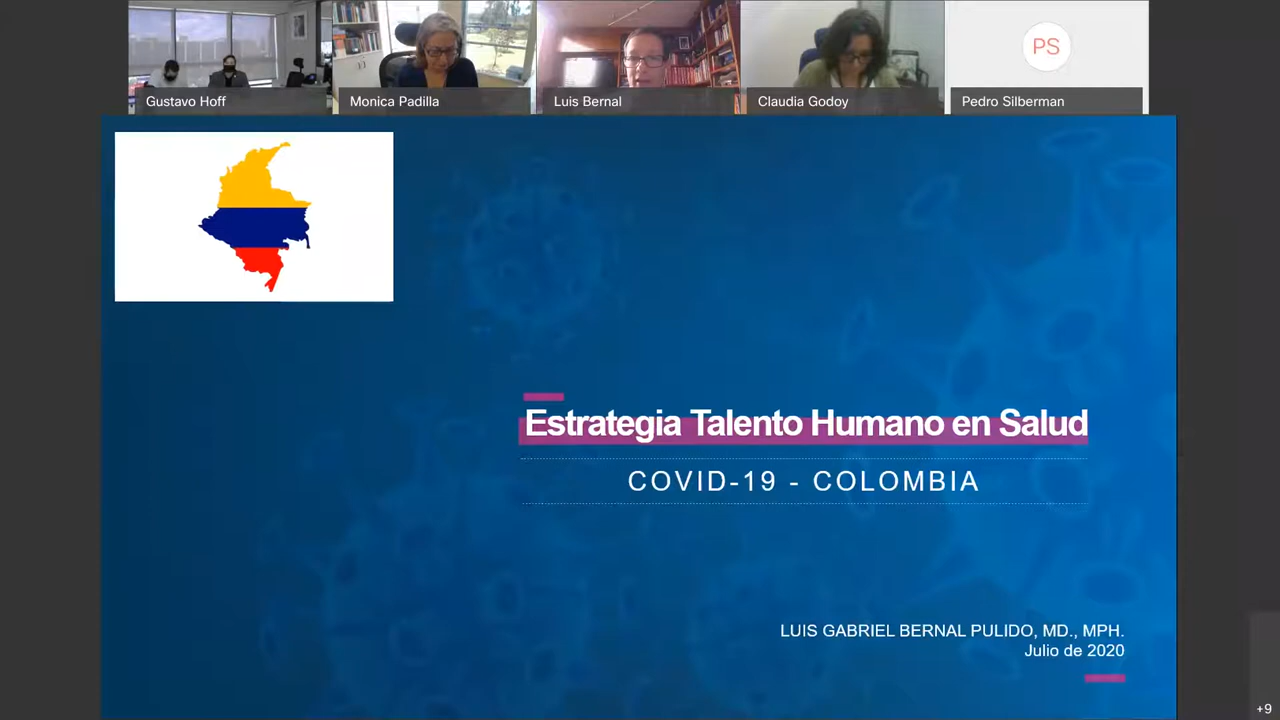 Gustavo Hoff
Monica Padilla
Luis Bernal
Claudia Godoy
PS
Pedro Silberman
Estrategia Talento Humano en Salud
COVID-19 - COLOMBIA
LUIS GABRIEL BERNAL PULIDO, MD., MPH.
Julio de 2020
+9